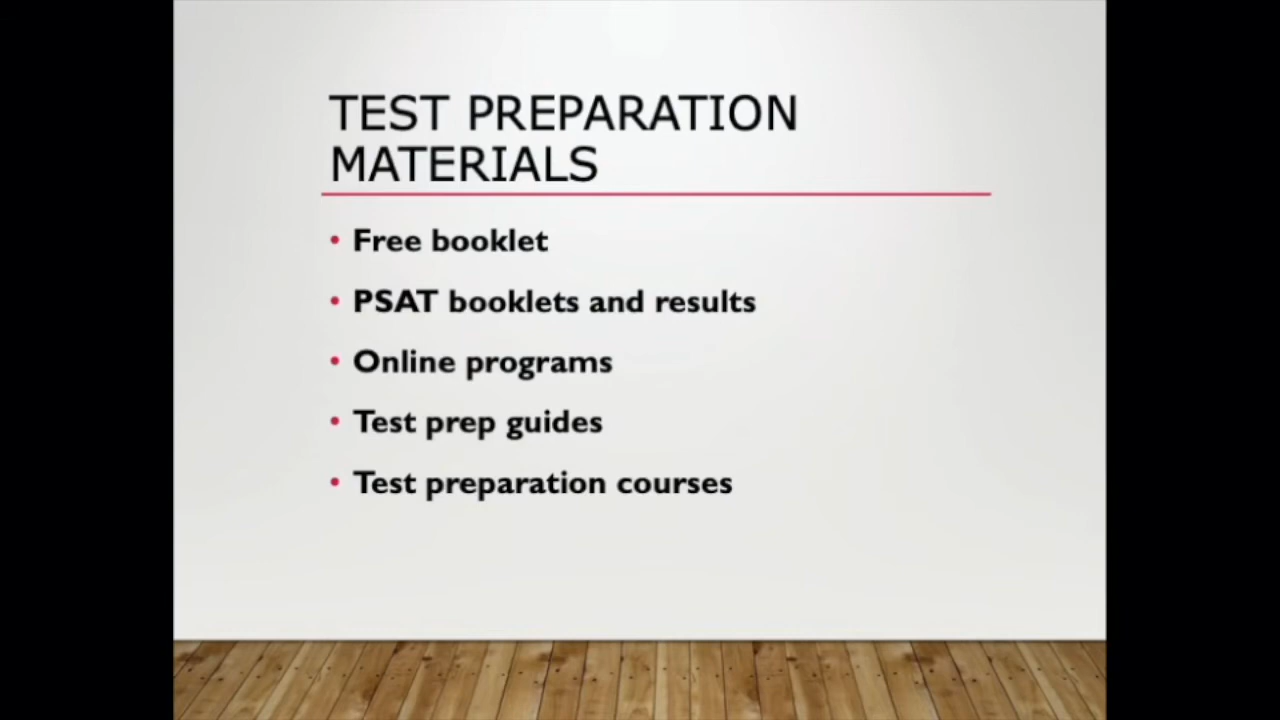 TEST PREPARATION
MATERIALS
• Free booklet
• PSAT booklets and results
• Online programs
• Test prep guides
• Test preparation courses